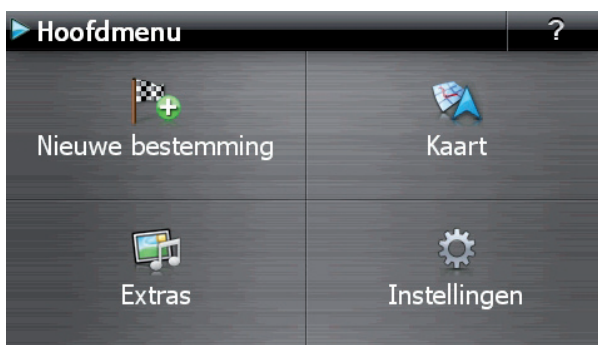 Hoofdmenu ?
Nieuwe bestemming
Kaart
Extras
Instellingen